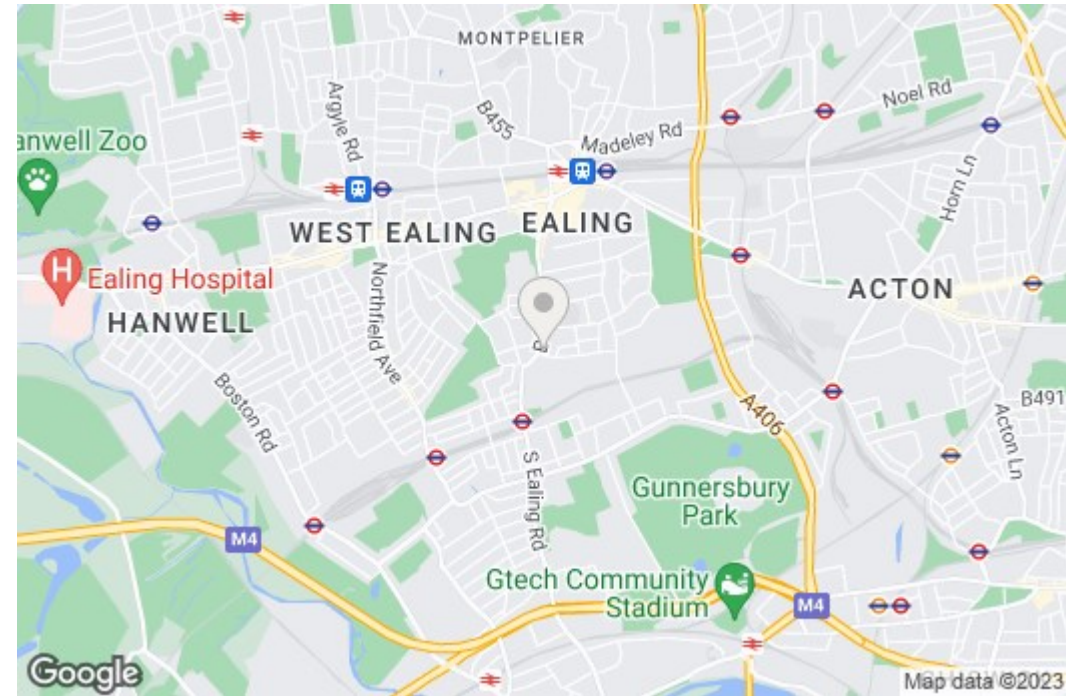 MONTPELIER
Argyle Rd
B455
Madeley Rd
Noel Rd
anwell Zoo
Horn Ln
WEST EALING
EALING
H
Ealing Hospital
HANWELL
Northfield Ave
ACTON
Boston Rd
A406
B491
Acton Ln
S Ealing Rd
Gunnersbury
Park
M4
Gtech Community
Stadium
M4
Google
Map data ©2023